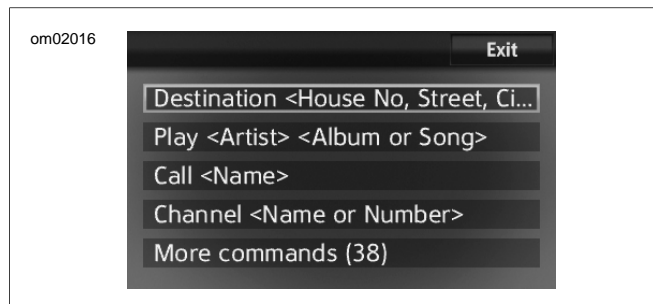 om02016
Exit
Destination <House No, Street, Ci...
Play <Artist> <Album or Song>
Call <Name>
Channel <Name or Number>
More commands (38)